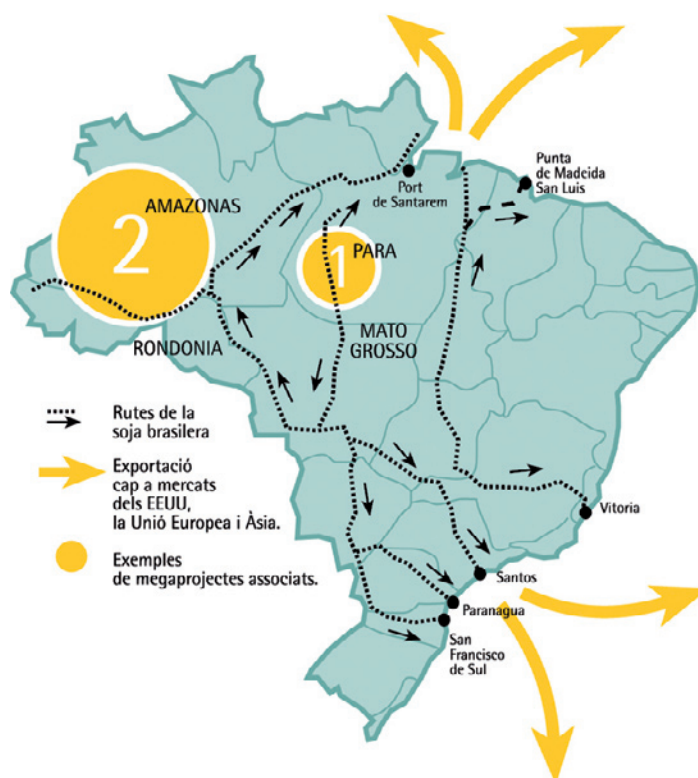 Punta
de Madeida
San Luis
Port
de Santarem
AMAZONAS
2
PARA
1
MATO
GROSSO
RONDONIA
Rutes de la
soja brasilera
Exportació
cap a mercats
dels EEUU,
la Unió Europea i Àsia.
Exemples
de megaprojectes associats.
Vitoria
Santos
Paranagua
San
Francisco
de Sul